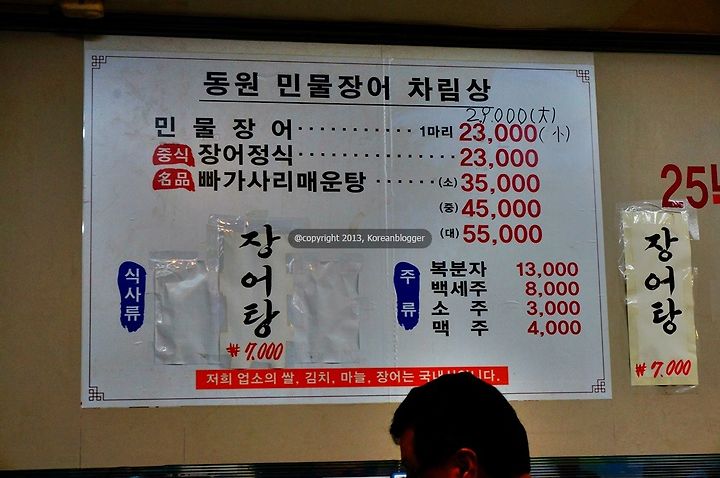 동원 민물장어 차림상
29.000(大)
민물장어 1마리 23,000(小)
중식 장어정식 23,000
名品 빠가사리매운탕 (소) 35,000
(중) 45,000
(대) 55,000
@copyright 2013, Koreanblogger
식사류
장어탕
₩ 7.000
주류
복분자 13,000
백세주 8,000
소주 3,000
맥주 4,000
저희 업소의 쌀, 김치, 마늘, 장어는 국내산입니다.
25
장어탕
₩ 7.000